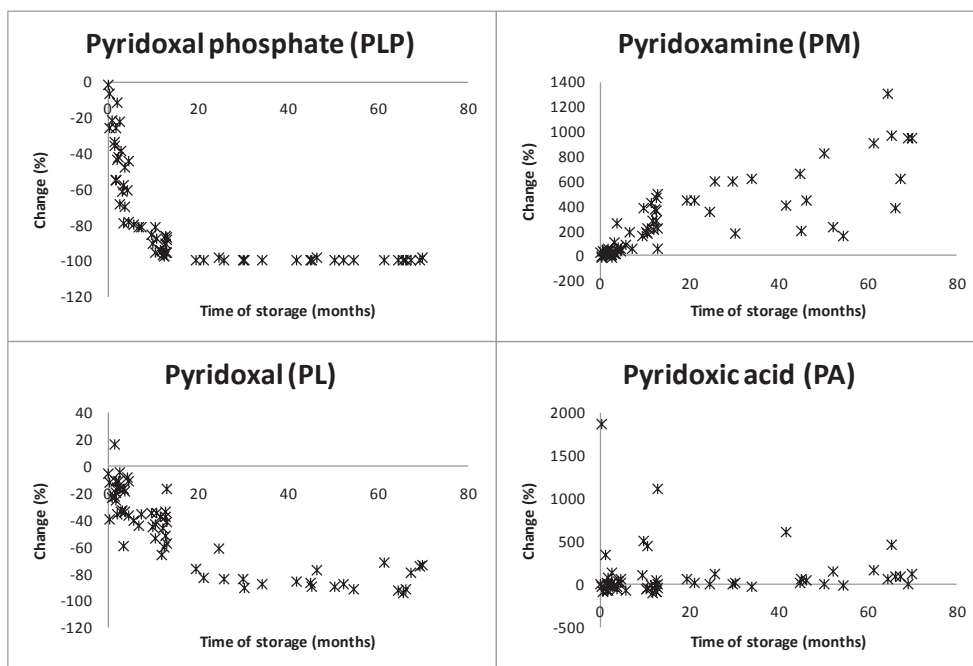 Pyridoxal phosphate (PLP)
0
0 20 40 60 80
-20
-40
-60
-80
-100
-120
Change (%)
Time of storage (months)
Pyridoxamine (PM)
1400
1200
1000
800
600
400
200
0
-200
0 20 40 60 80
Change (%)
Time of storage (months)
Pyridoxal (PL)
40
20
0
0 20 40 60 80
-20
-40
-60
-80
-100
-120
Change (%)
Time of storage (months)
Pyridoxic acid (PA)
2000
1500
1000
500
0
-500
0 20 40 60 80
Change (%)
Time of storage (months)